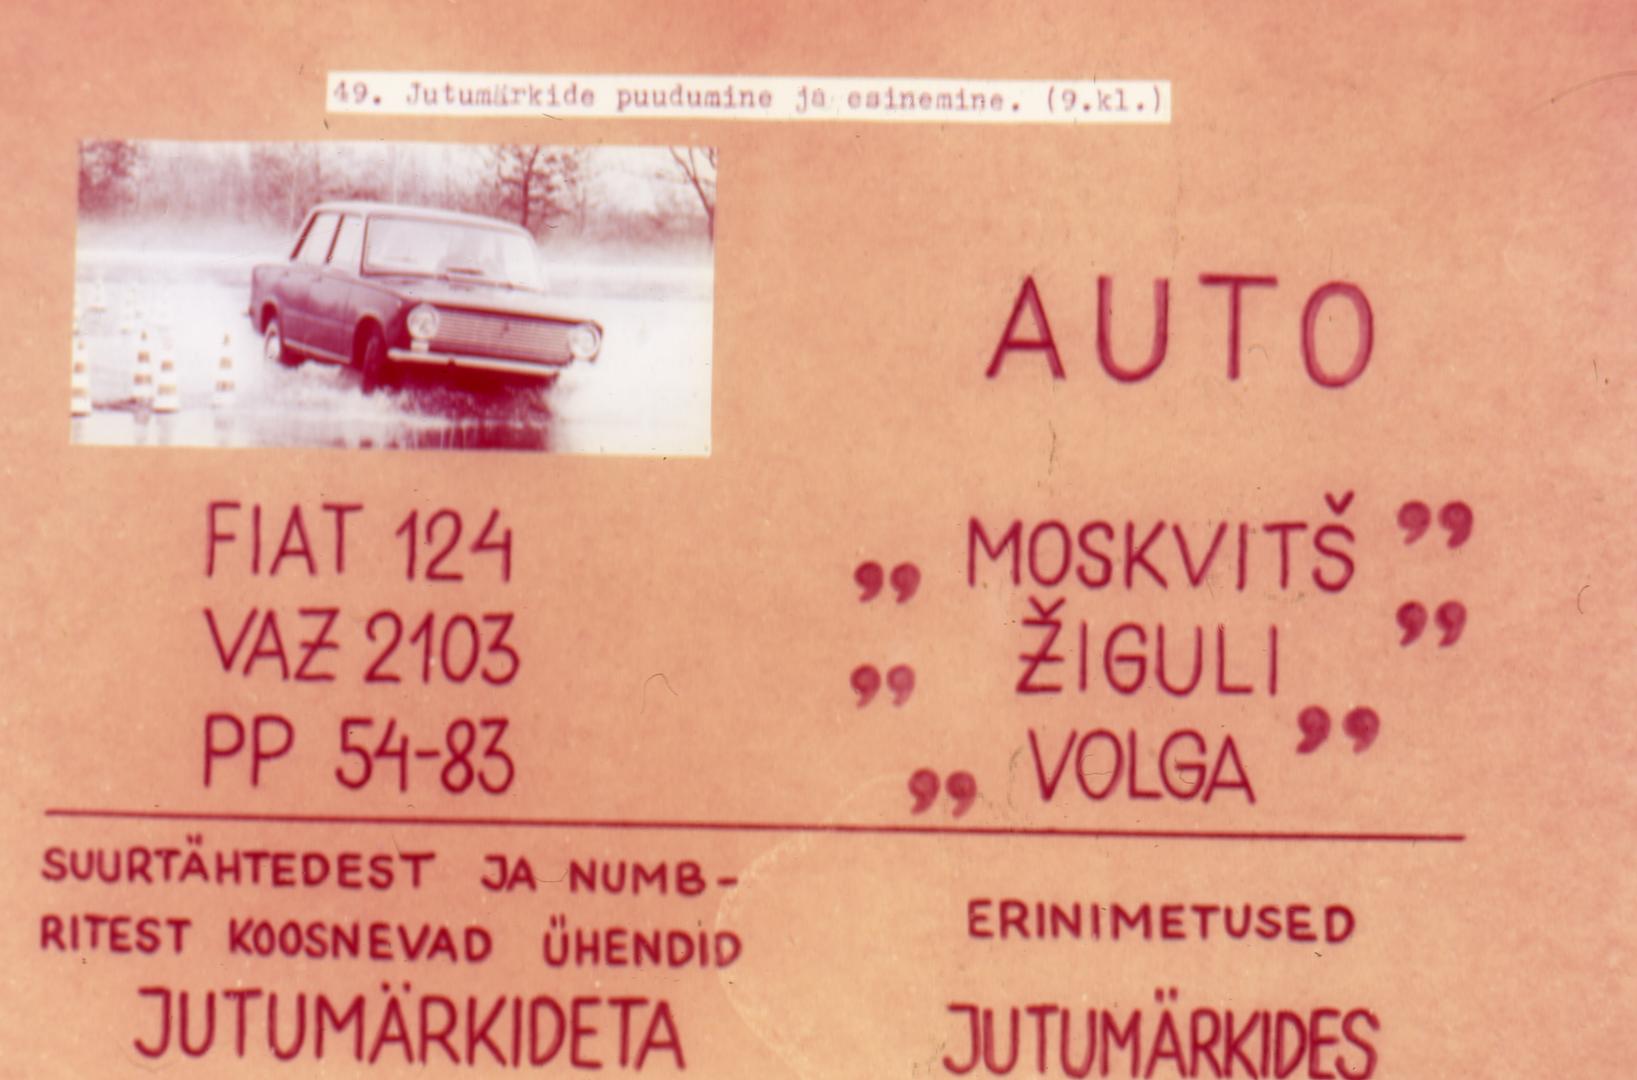 49. Jutumärkide puudumine ja esinemine. (9.kl.)
AUTO
FIAT 124
VAZ 2103
PP 54-83
„ MOSKVITŠ ”
„ ŽIGULI ”
„ VOLGA ”
SUURTÄHTEDEST JA NUMB-
RITEST KOOSNEVAD ÜHENDID
JUTUMÄRKIDETA
ERINIMETUSED
JUTUMÄRKIDES